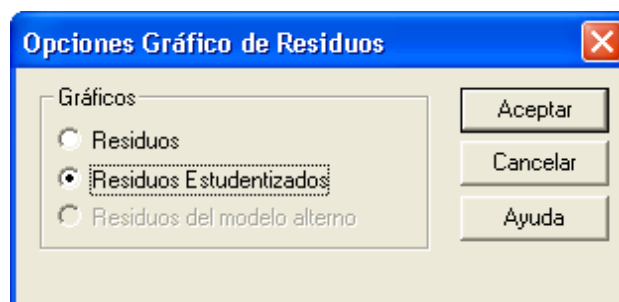 Opciones Gráfico de Residuos
Gráficos
Residuos
Residuos Estudentizados
Residuos del modelo alterno
Aceptar
Cancelar
Ayuda